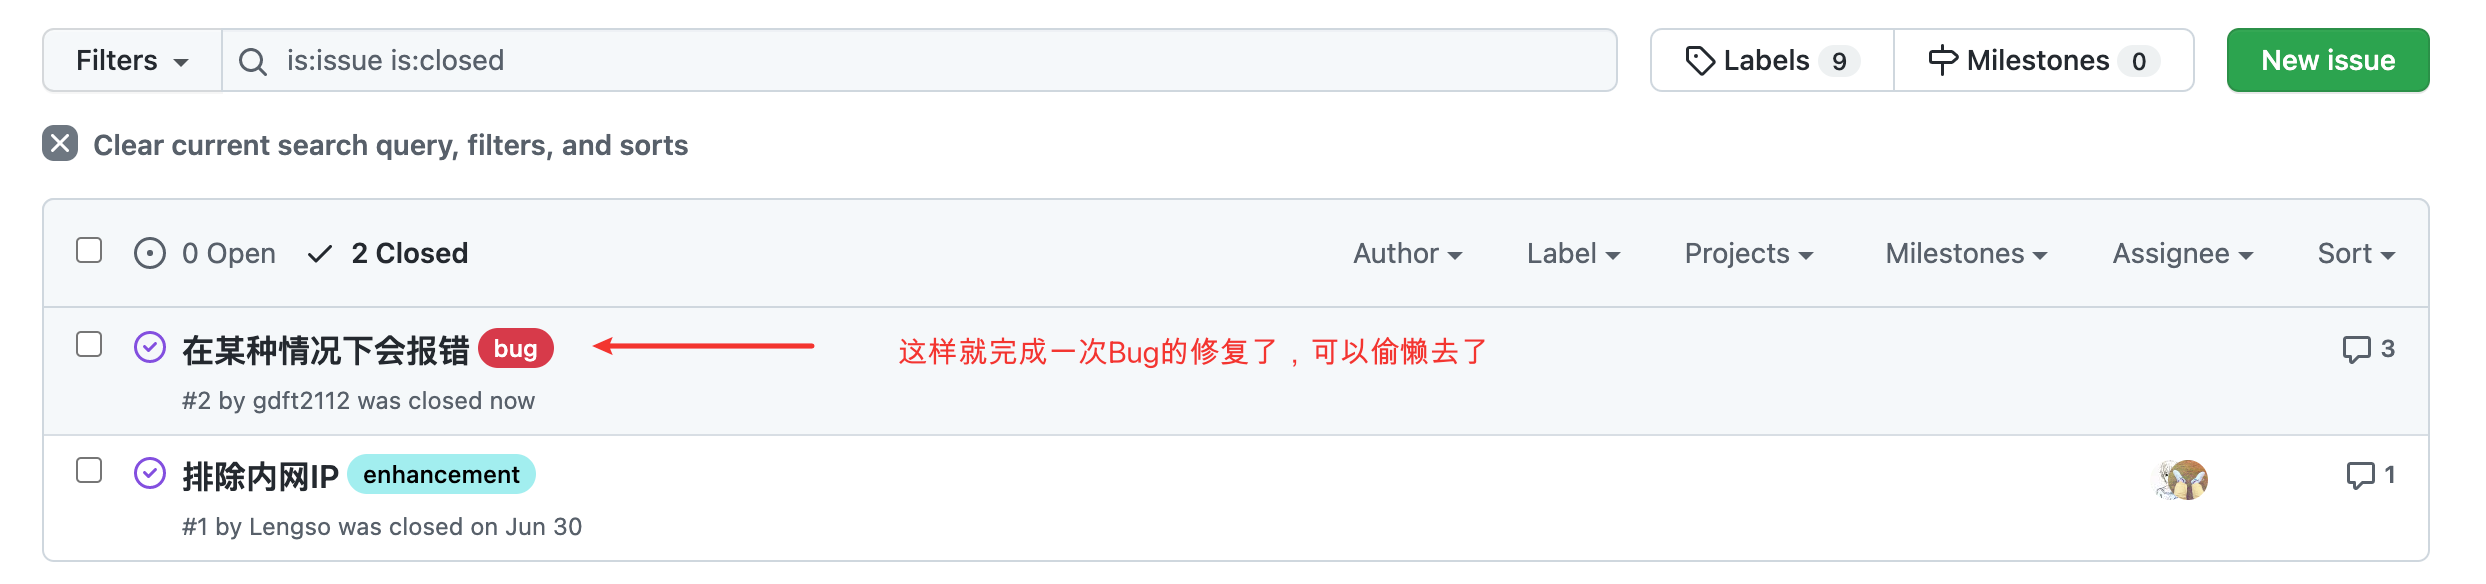 Filters
is:issue is:closed
Labels 9
Milestones 0
New issue
Clear current search query, filters, and sorts
0 Open 2 Closed Author Label Projects Milestones Assignee Sort
在某种情况下会报错 bug 这样就完成一次Bug的修复了，可以偷懒去了 3
#2 by gdft2112 was closed now
排除内网IP enhancement 1
#1 by Lengso was closed on Jun 30